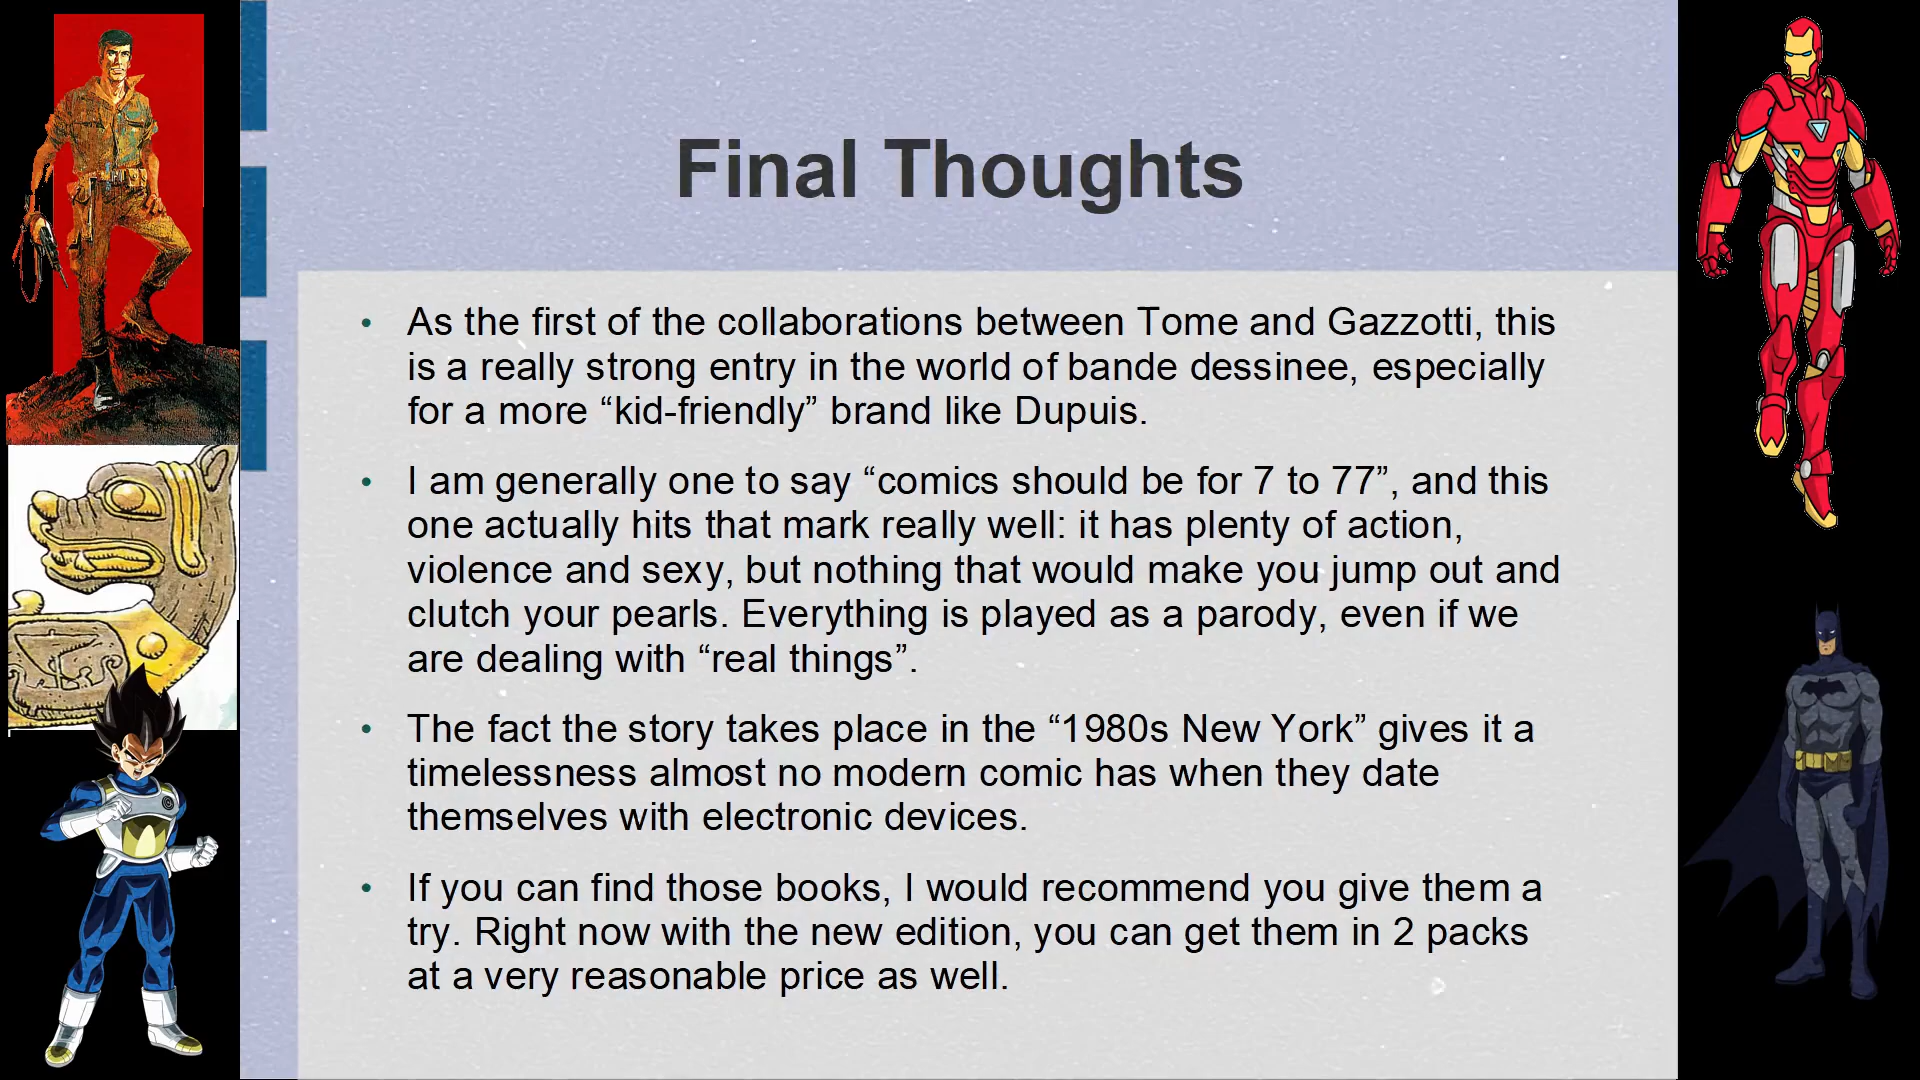 Final Thoughts
• As the first of the collaborations between Tome and Gazzotti, this
is a really strong entry in the world of bande dessinee, especially
for a more “kid-friendly” brand like Dupuis.
• I am generally one to say “comics should be for 7 to 77”, and this
one actually hits that mark really well: it has plenty of action,
violence and sexy, but nothing that would make you jump out and
clutch your pearls. Everything is played as a parody, even if we
are dealing with “real things”.
• The fact the story takes place in the “1980s New York” gives it a
timelessness almost no modern comic has when they date
themselves with electronic devices.
• If you can find those books, I would recommend you give them a
try. Right now with the new edition, you can get them in 2 packs
at a very reasonable price as well.